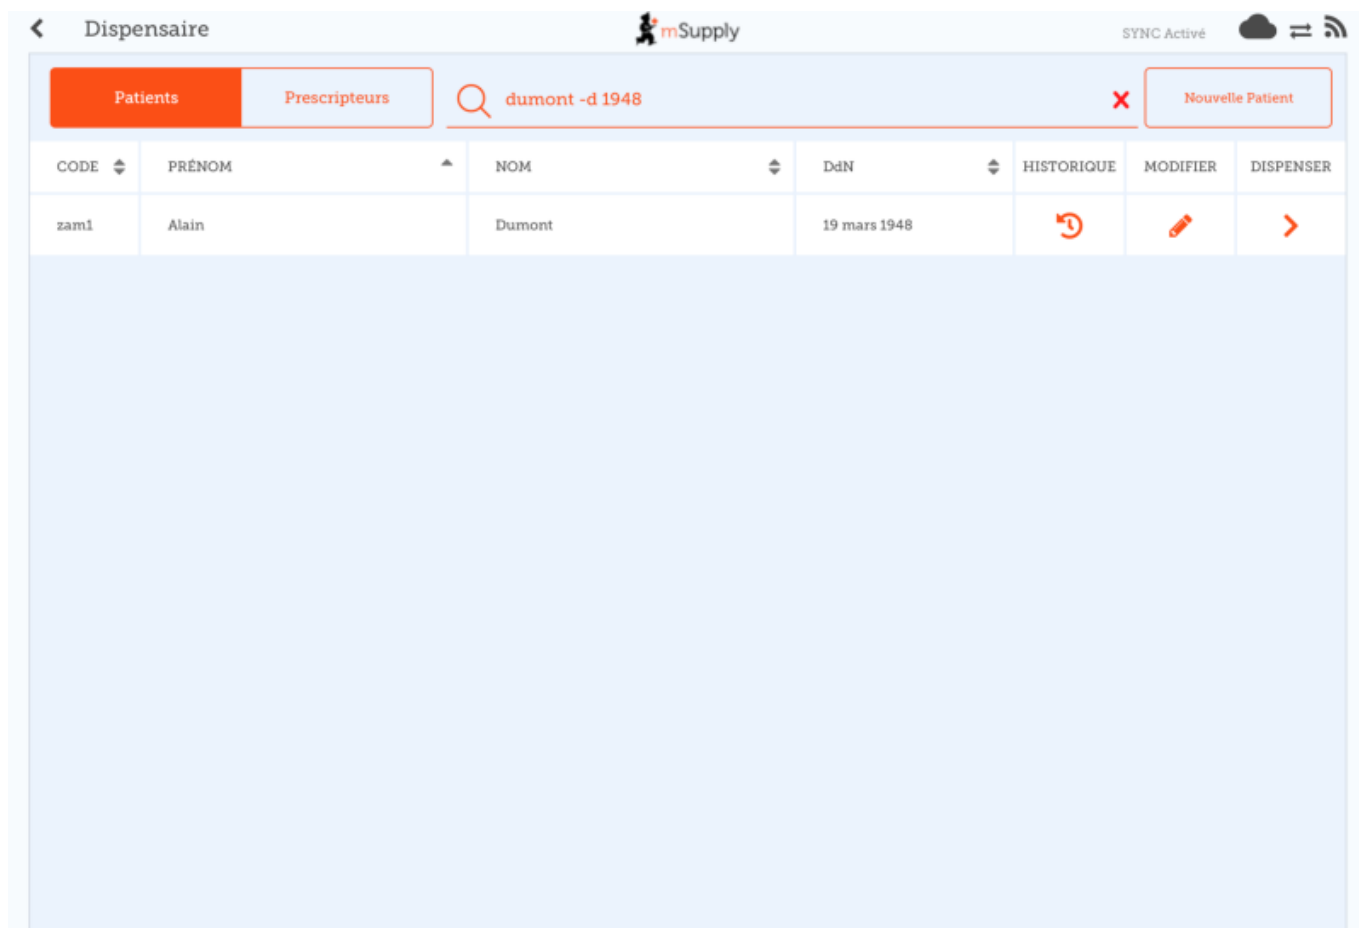 Dispensaire
mSupply
SYNC Activé
Patients
Prescripteurs
dumont -d 1948
Nouvelle Patient
CODE PRÉNOM NOM DdN HISTORIQUE MODIFIER DISPENSER
zam1 Alain Dumont 19 mars 1948